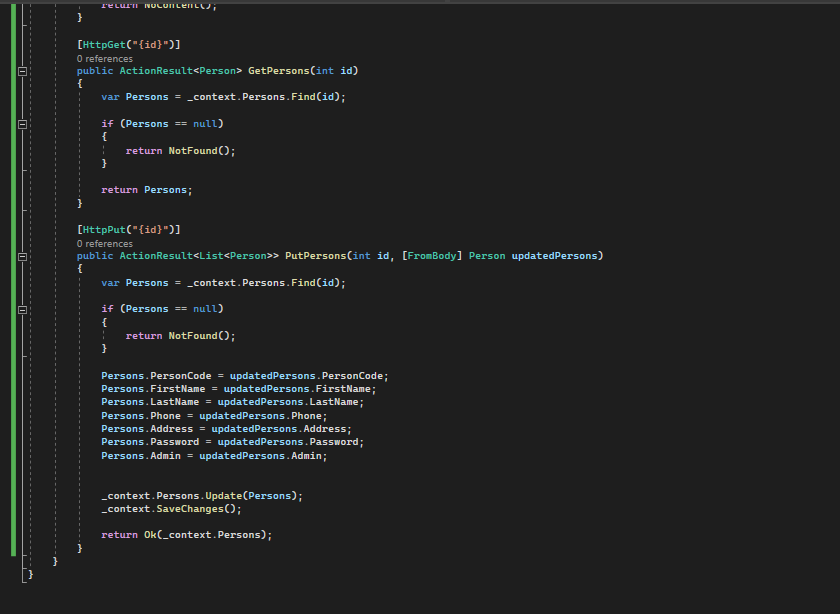 return NoContent();
}
[HttpGet("{id}")]
0 references
public ActionResult<Person> GetPersons(int id)
{
var Persons = _context.Persons.Find(id);
if (Persons == null)
{
return NotFound();
}
return Persons;
}
[HttpPut("{id}")]
0 references
public ActionResult<List<Person>> PutPersons(int id, [FromBody] Person updatedPersons)
{
var Persons = _context.Persons.Find(id);
if (Persons == null)
{
return NotFound();
}
Persons.PersonCode = updatedPersons.PersonCode;
Persons.FirstName = updatedPersons.FirstName;
Persons.LastName = updatedPersons.LastName;
Persons.Phone = updatedPersons.Phone;
Persons.Address = updatedPersons.Address;
Persons.Password = updatedPersons.Password;
Persons.Admin = updatedPersons.Admin;
_context.Persons.Update(Persons);
_context.SaveChanges();
return Ok(_context.Persons);
}
}
}